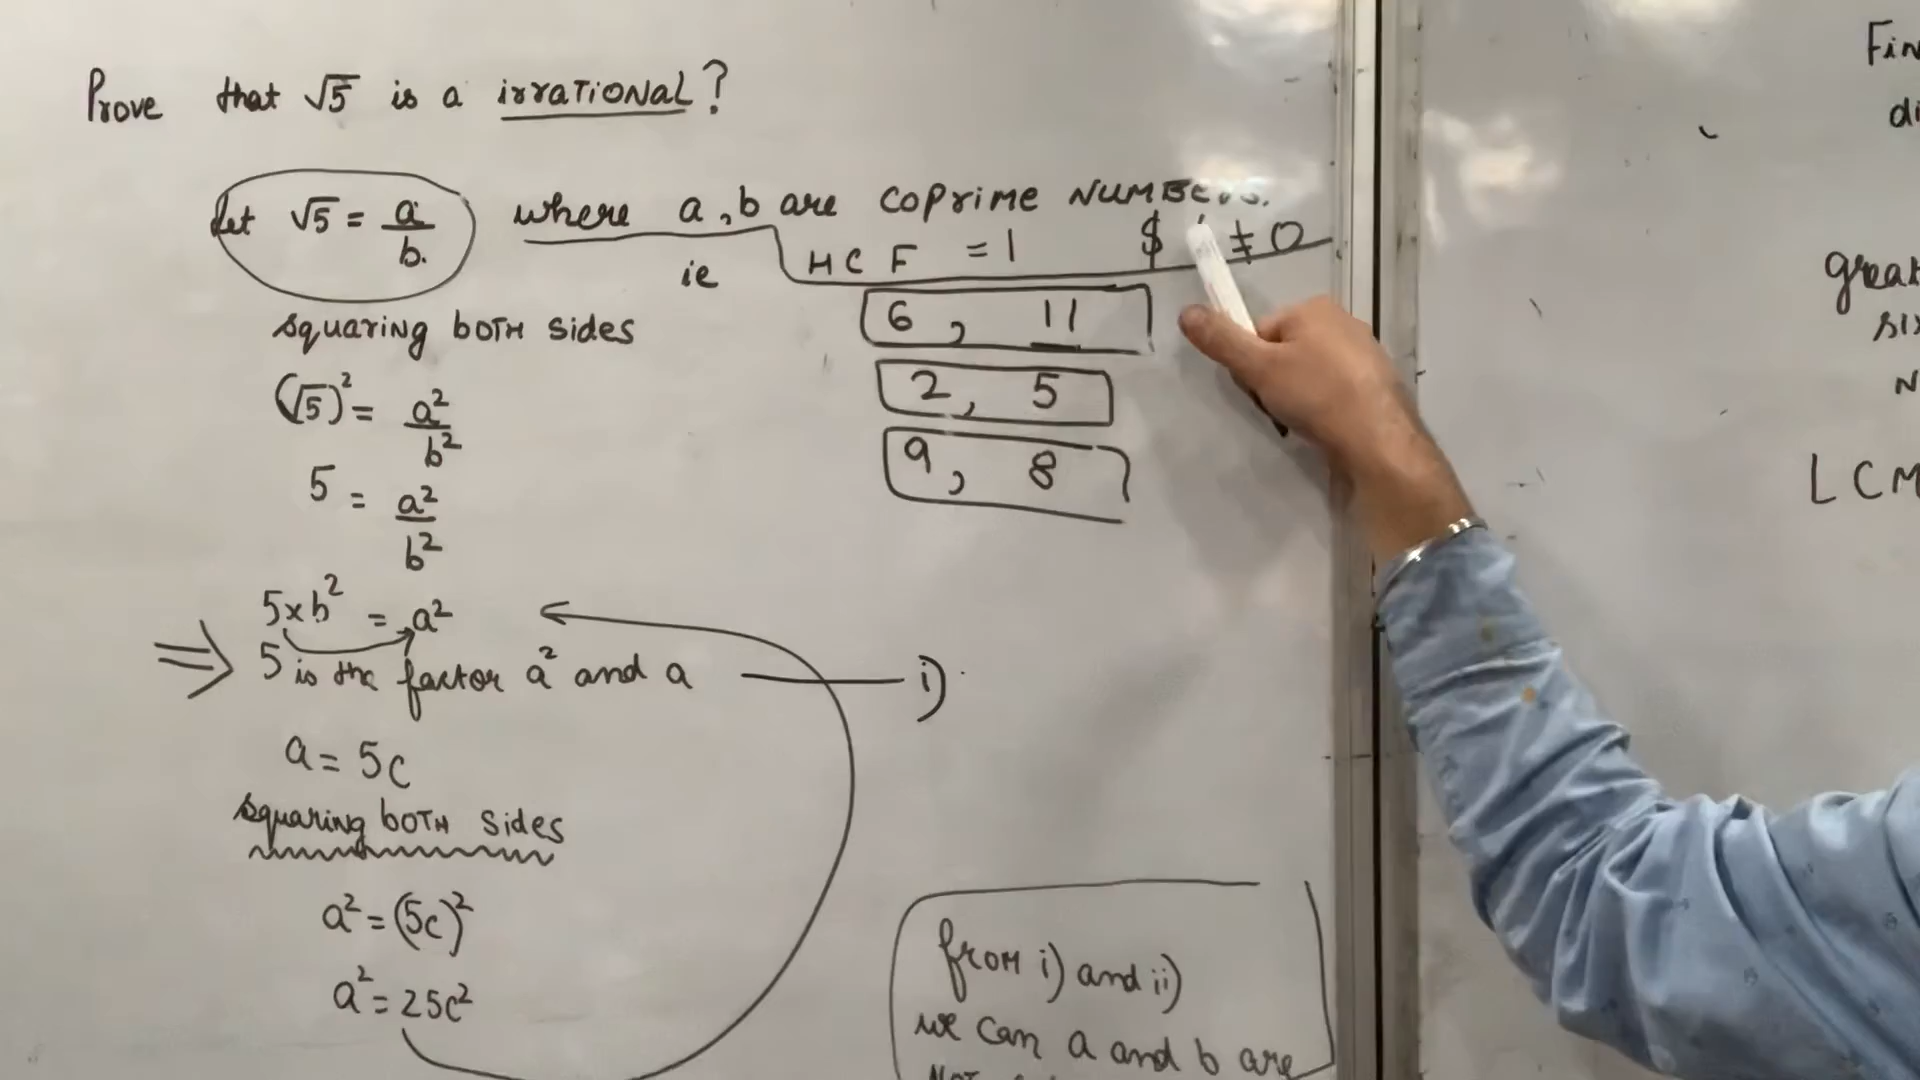 Prove that √5 is a irrational?
Let √5 = a/b where a, b are coprime NUMBERS.
ie HCF = 1 $ ≠ 0
6, 11
2, 5
9, 8
squaring both sides
(√5)² = a²/b²
5 = a²/b²
5×b² = a²
⇒ 5 is the factor a² and a — i)
a = 5c
squaring both sides
a² = (5c)²
a² = 25c²
from i) and ii)
we can a and b are
Fin
di
great
six
N
LCM